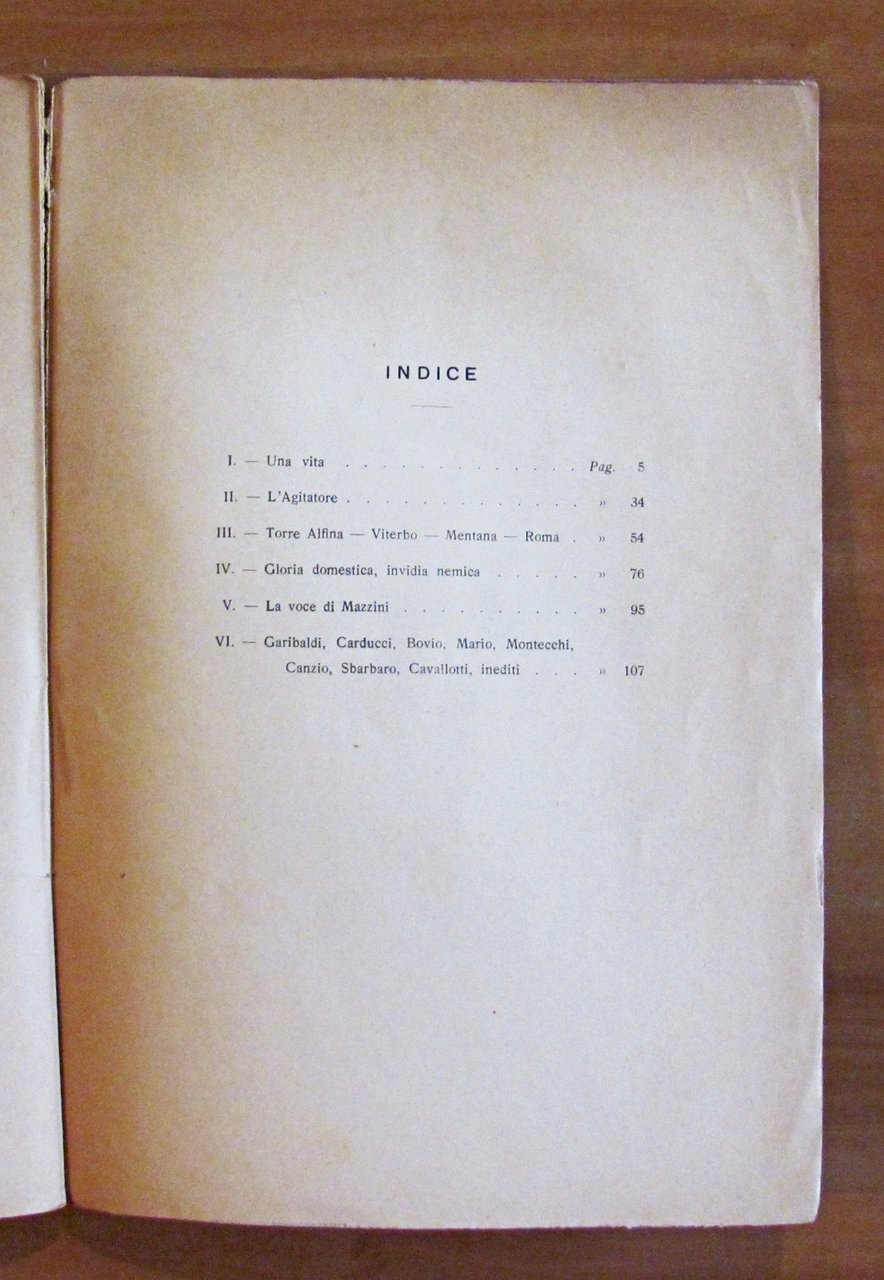 INDICE
I. — Una vita . . . . . . . . . . . . . Pag. 5
II. — L'Agitatore . . . . . . . . . . . . . » 34
III. — Torre Alfina — Viterbo — Mentana — Roma . » 54
IV. — Gloria domestica, invidia nemica . . . . . » 76
V. — La voce di Mazzini . . . . . . . . . . » 95
VI. — Garibaldi, Carducci, Bovio, Mario, Montecchi,
Canzio, Sbarbaro, Cavallotti, inediti . . . » 107